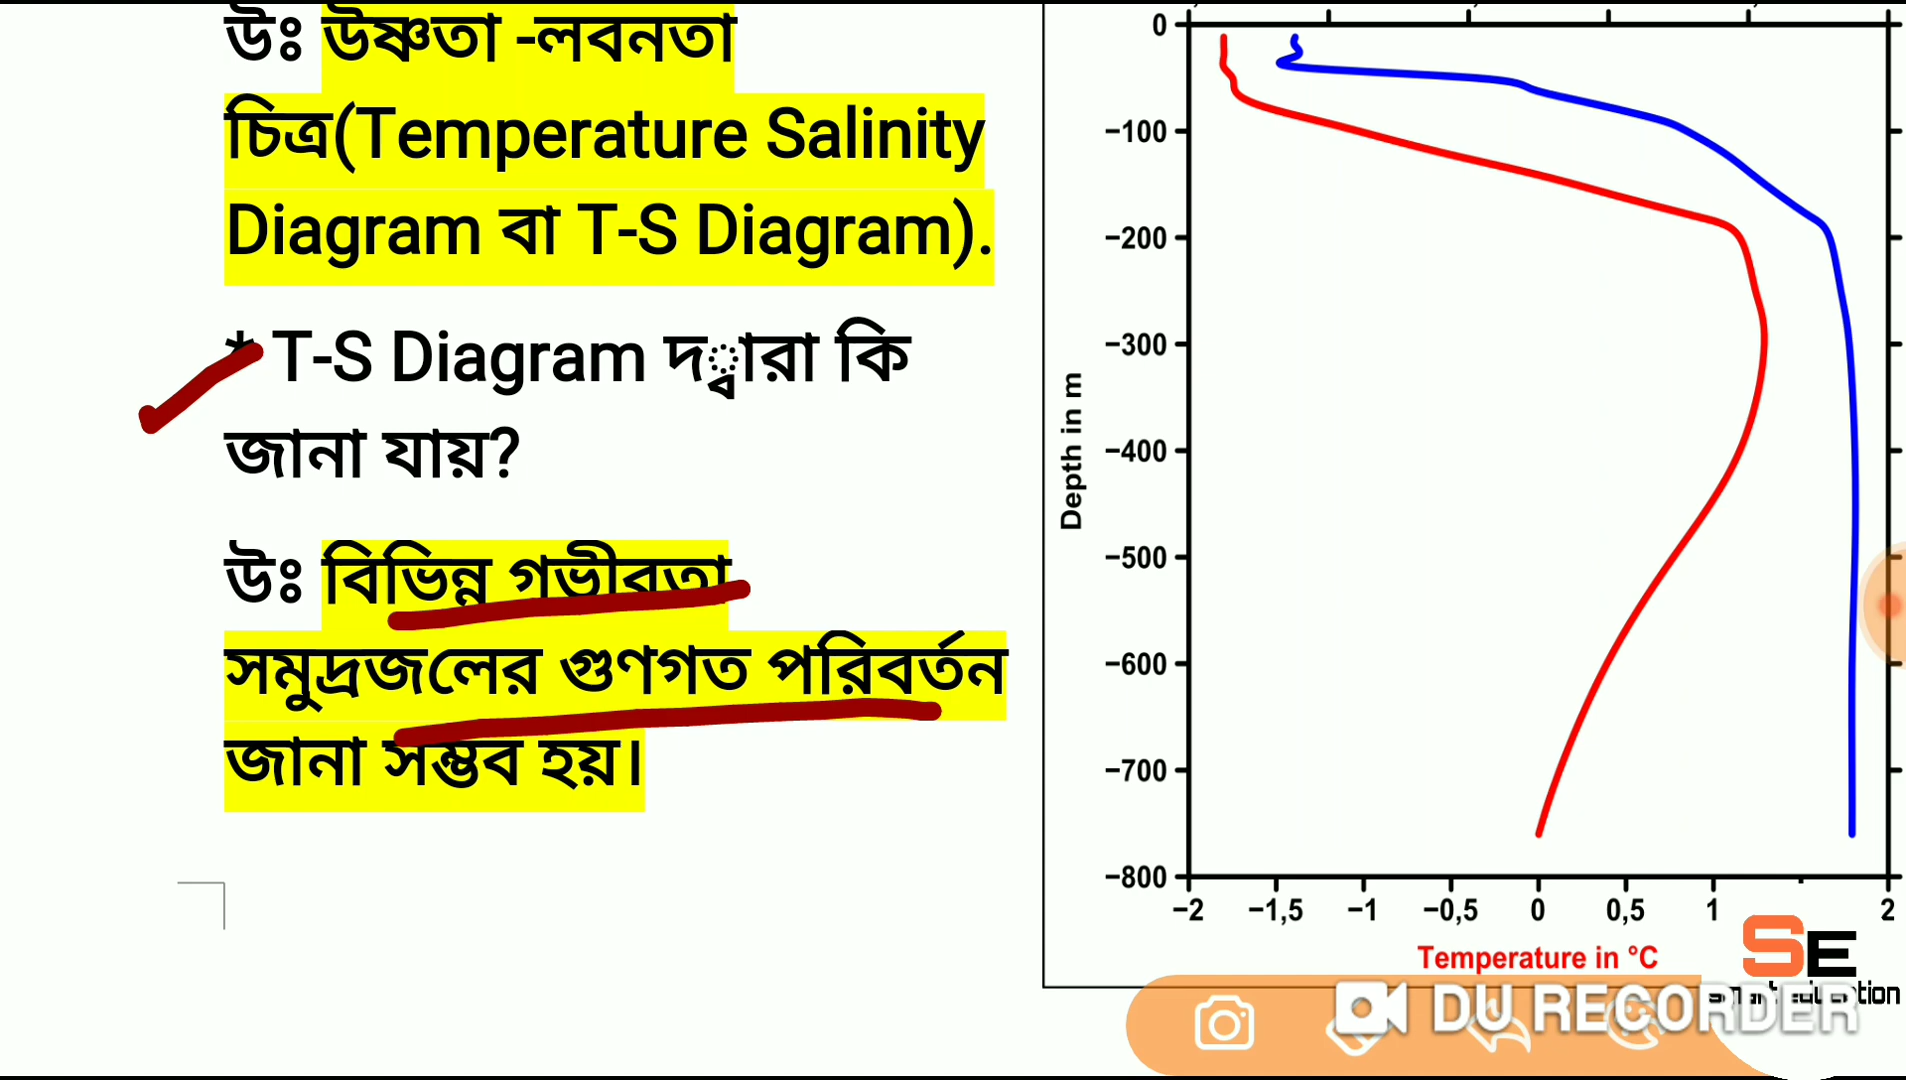 উঃ উষ্ণতা -লবনতা
চিত্র(Temperature Salinity
Diagram বা T-S Diagram).
* T-S Diagram দ্বারা কি
জানা যায়?
উঃ বিভিন্ন গভীরতা
সমুদ্রজলের গুণগত পরিবর্তন
জানা সম্ভব হয়।
0
−100
−200
−300
−400
−500
−600
−700
−800
Depth in m
−2 −1,5 −1 −0,5 0 0,5 1 2
Temperature in °C
SE
smart education
DU RECORDER